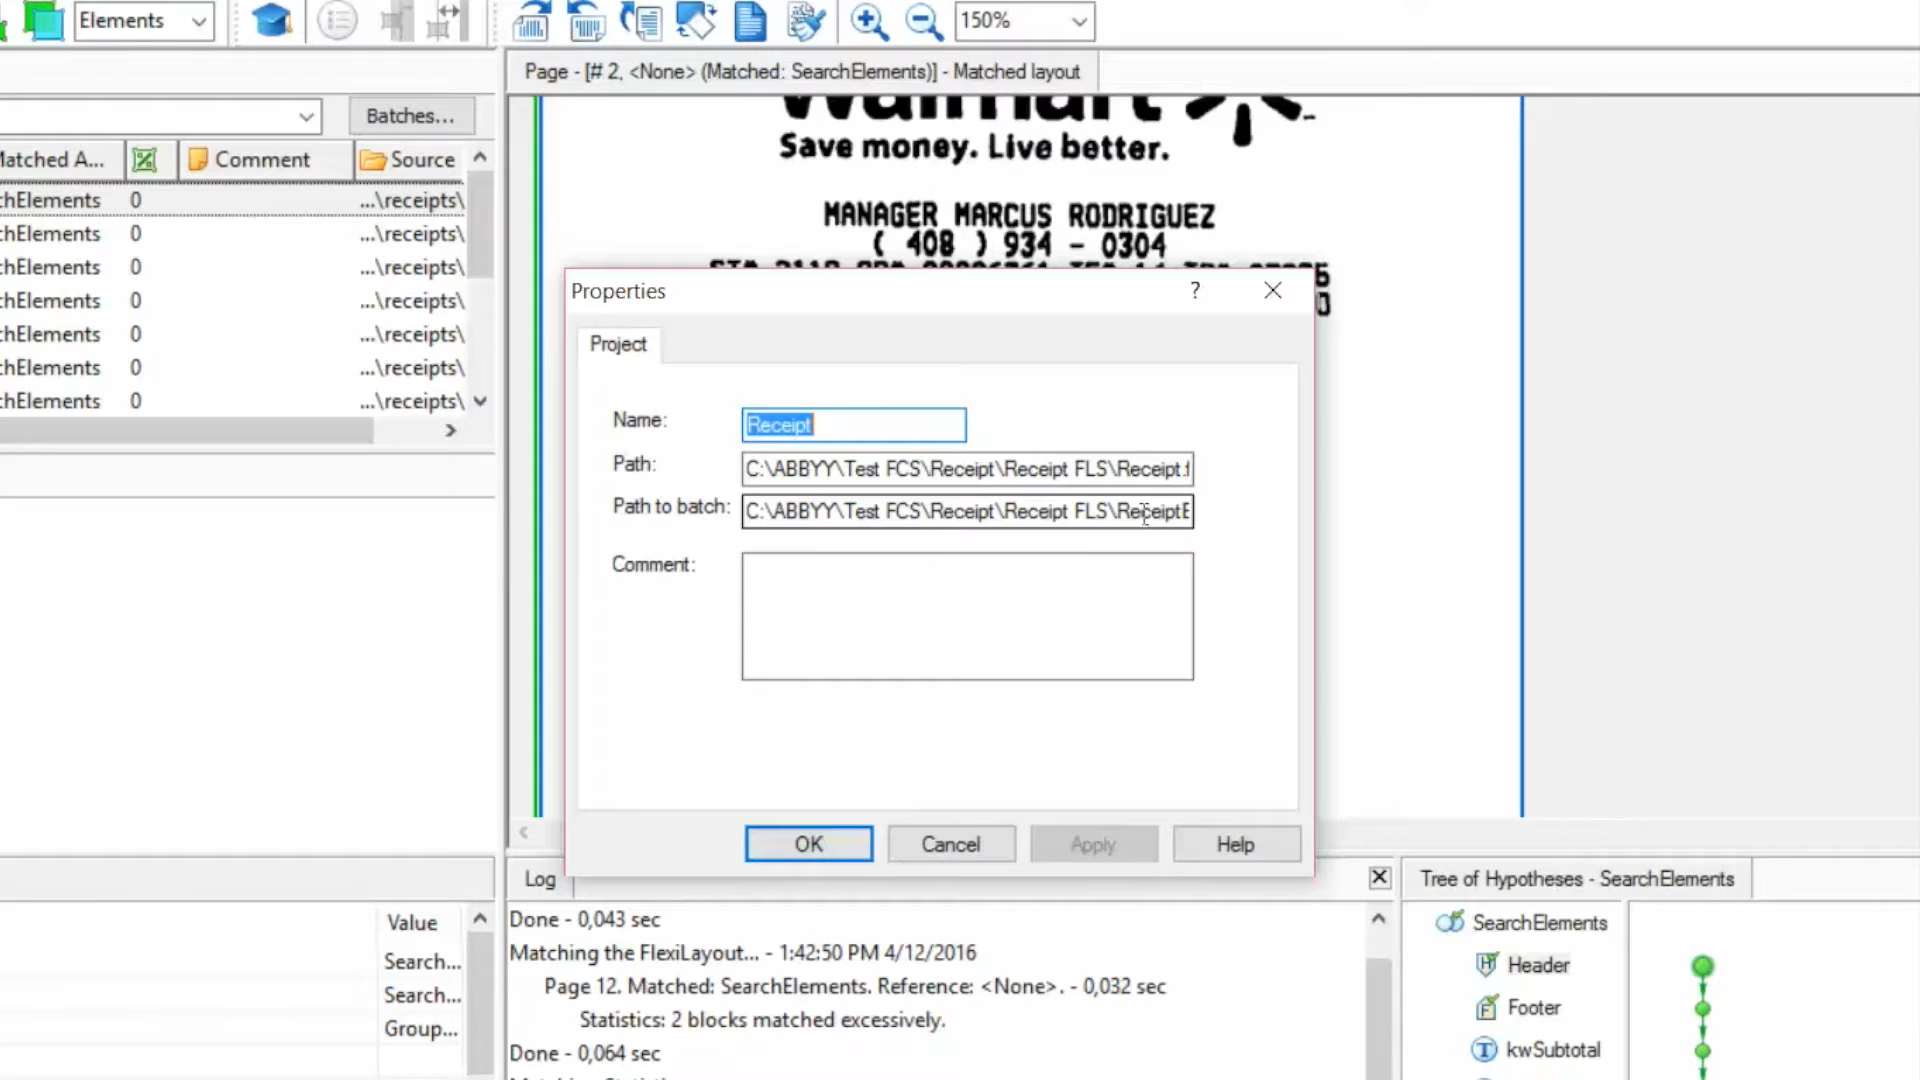 Elements
150%
Page - [# 2, <None> (Matched: SearchElements)] - Matched layout
Batches...
Matched A...
Comment
Source
chElements 0 ...\receipts\
chElements 0 ...\receipts\
chElements 0 ...\receipts\
chElements 0 ...\receipts\
chElements 0 ...\receipts\
chElements 0 ...\receipts\
chElements 0 ...\receipts\
Walmart
Save money. Live better.
MANAGER MARCUS RODRIGUEZ
( 408 ) 934 - 0304
Properties
?
Project
Name: Receipt
Path: C:\ABBYY\Test FCS\Receipt\Receipt FLS\Receipt.f
Path to batch: C:\ABBYY\Test FCS\Receipt\Receipt FLS\ReceiptB
Comment:
OK Cancel Apply Help
Value
Search...
Search...
Group...
Log
Done - 0,043 sec
Matching the FlexiLayout... - 1:42:50 PM 4/12/2016
Page 12. Matched: SearchElements. Reference: <None>. - 0,032 sec
Statistics: 2 blocks matched excessively.
Done - 0,064 sec
Tree of Hypotheses - SearchElements
SearchElements
Header
Footer
kwSubtotal